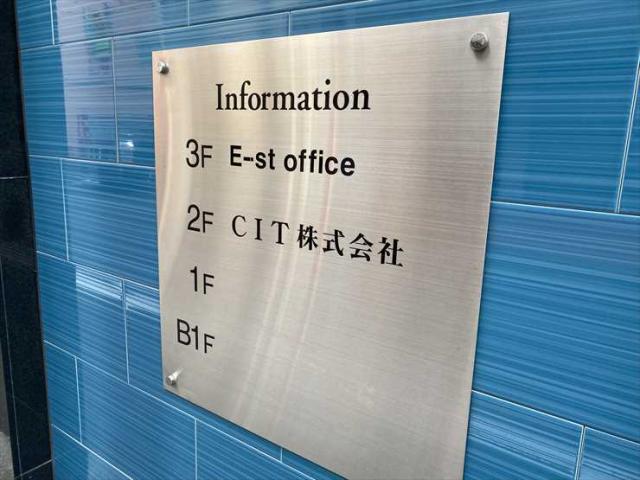 Information
3F E-st office
2F CIT株式会社
1F
B1F